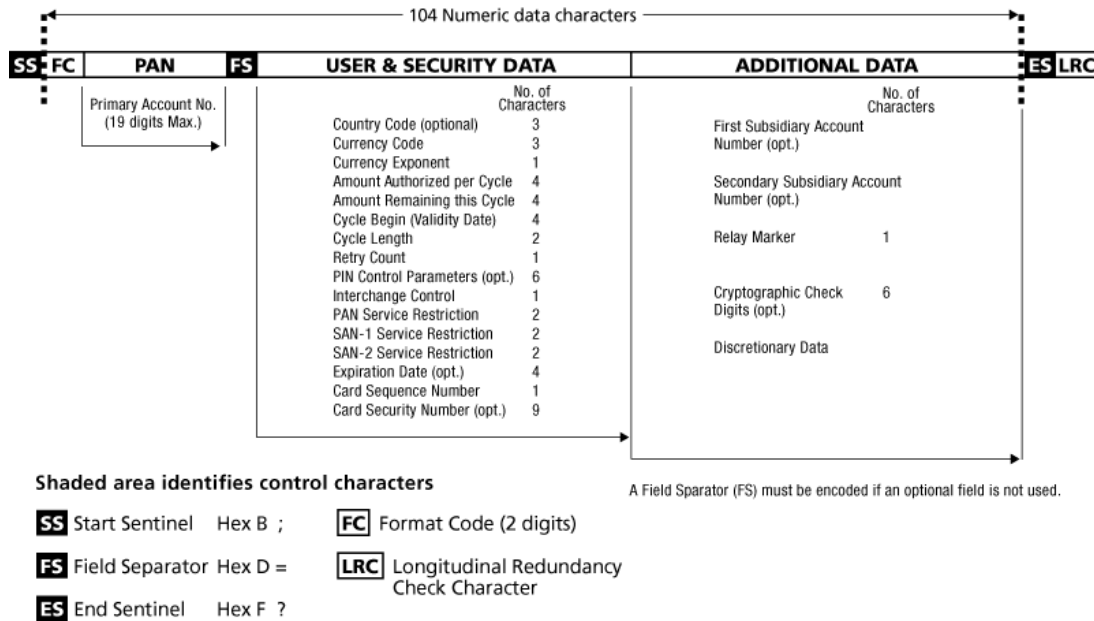 104 Numeric data characters
SS FC PAN FS USER & SECURITY DATA ADDITIONAL DATA ES LRC
Primary Account No.
(19 digits Max.)
No. of
Characters
Country Code (optional) 3
Currency Code 3
Currency Exponent 1
Amount Authorized per Cycle 4
Amount Remaining this Cycle 4
Cycle Begin (Validity Date) 4
Cycle Length 2
Retry Count 1
PIN Control Parameters (opt.) 6
Interchange Control 1
PAN Service Restriction 2
SAN-1 Service Restriction 2
SAN-2 Service Restriction 2
Expiration Date (opt.) 4
Card Sequence Number 1
Card Security Number (opt.) 9
No. of
Characters
First Subsidiary Account
Number (opt.)
Secondary Subsidiary Account
Number (opt.)
Relay Marker 1
Cryptographic Check 6
Digits (opt.)
Discretionary Data
A Field Sparator (FS) must be encoded if an optional field is not used.
Shaded area identifies control characters
SS Start Sentinel Hex B ; FC Format Code (2 digits)
FS Field Separator Hex D = LRC Longitudinal Redundancy
Check Character
ES End Sentinel Hex F ?